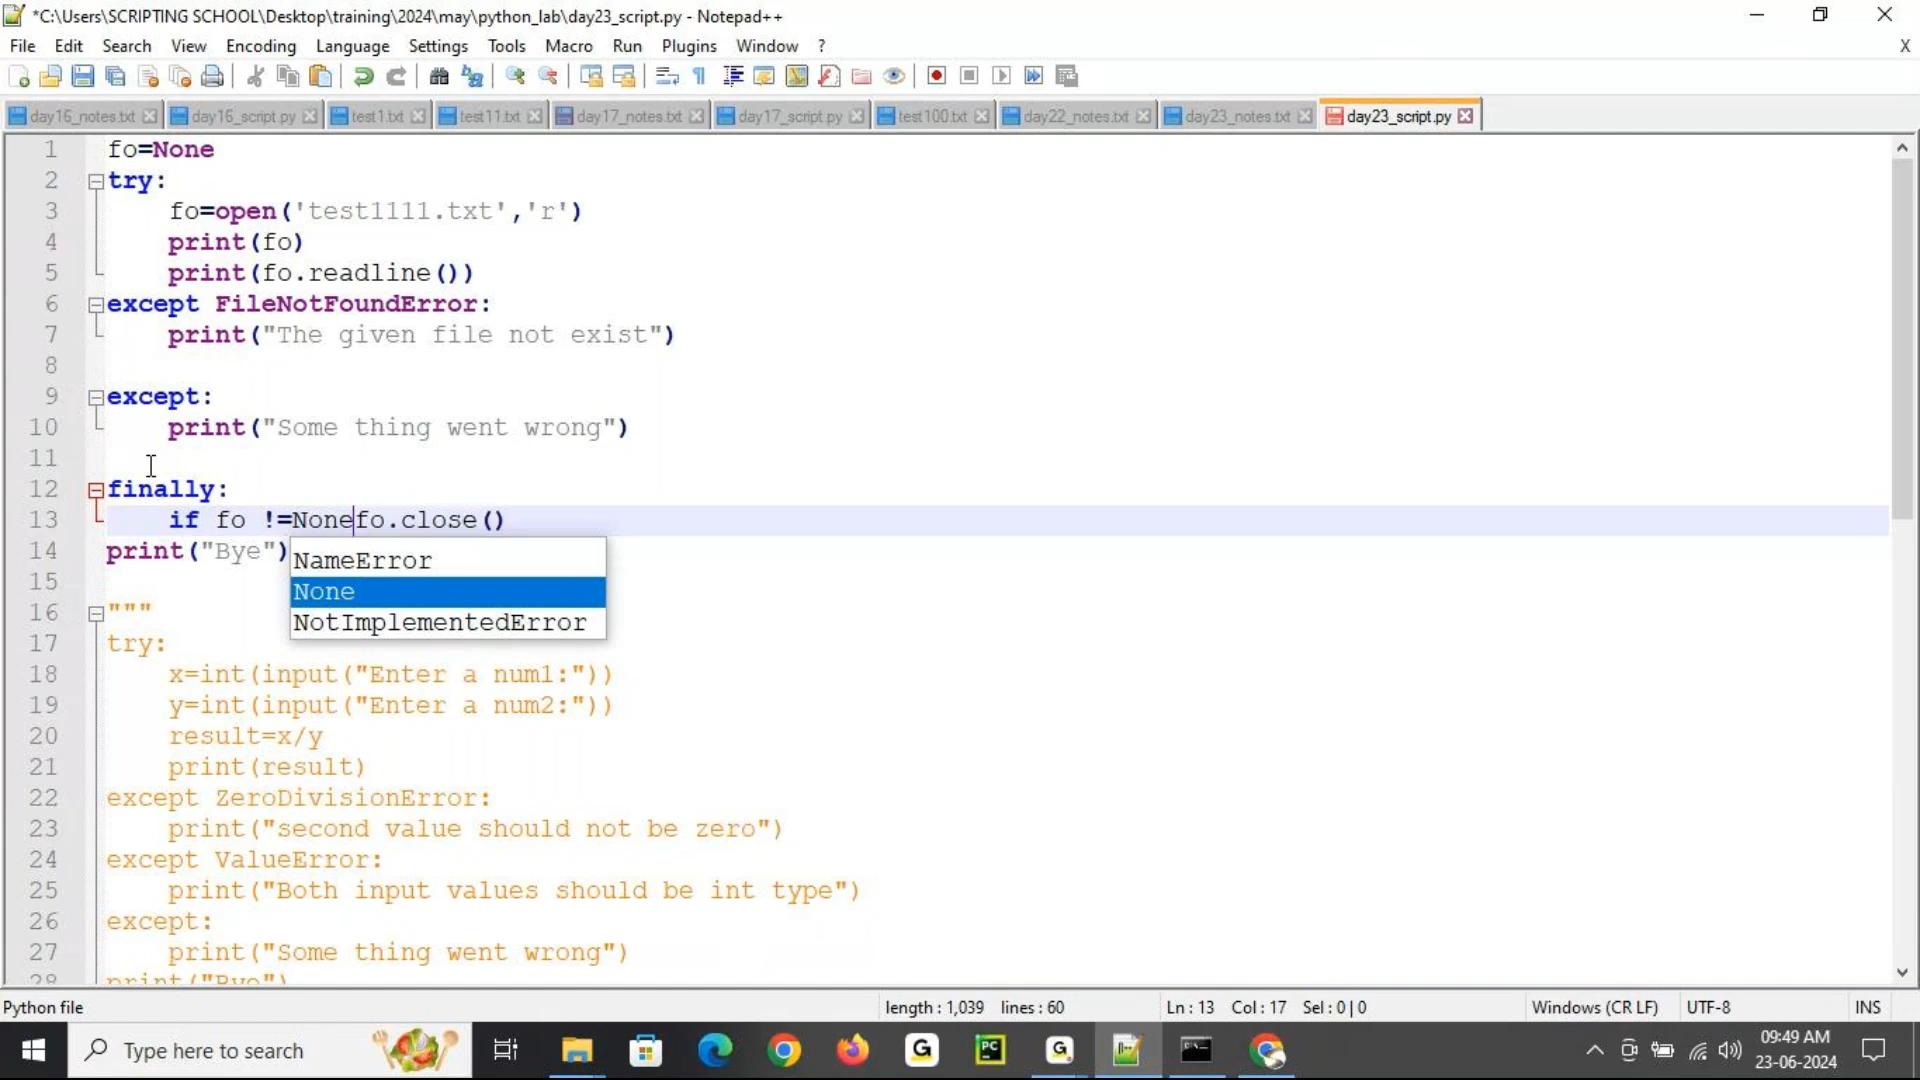 *C:\Users\SCRIPTING SCHOOL\Desktop\training\2024\may\python_lab\day23_script.py - Notepad++
File Edit Search View Encoding Language Settings Tools Macro Run Plugins Window ? X
day16_notes.txt day16_script.py test1.txt test11.txt day17_notes.txt day17_script.py test100.txt day22_notes.txt day23_notes.txt day23_script.py
1 fo=None
2 try:
3 fo=open('test1111.txt','r')
4 print(fo)
5 print(fo.readline())
6 except FileNotFoundError:
7 print("The given file not exist")
8
9 except:
10 print("Some thing went wrong")
11
12 finally:
13 if fo !=Nonefo.close()
14 print("Bye")
NameError
None
NotImplementedError
15
16 """
17 try:
18 x=int(input("Enter a num1:"))
19 y=int(input("Enter a num2:"))
20 result=x/y
21 print(result)
22 except ZeroDivisionError:
23 print("second value should not be zero")
24 except ValueError:
25 print("Both input values should be int type")
26 except:
27 print("Some thing went wrong")
28 print("Bye")
Python file length : 1,039 lines : 60 Ln : 13 Col : 17 Sel : 0 | 0 Windows (CR LF) UTF-8 INS
Type here to search
09:49 AM
23-06-2024